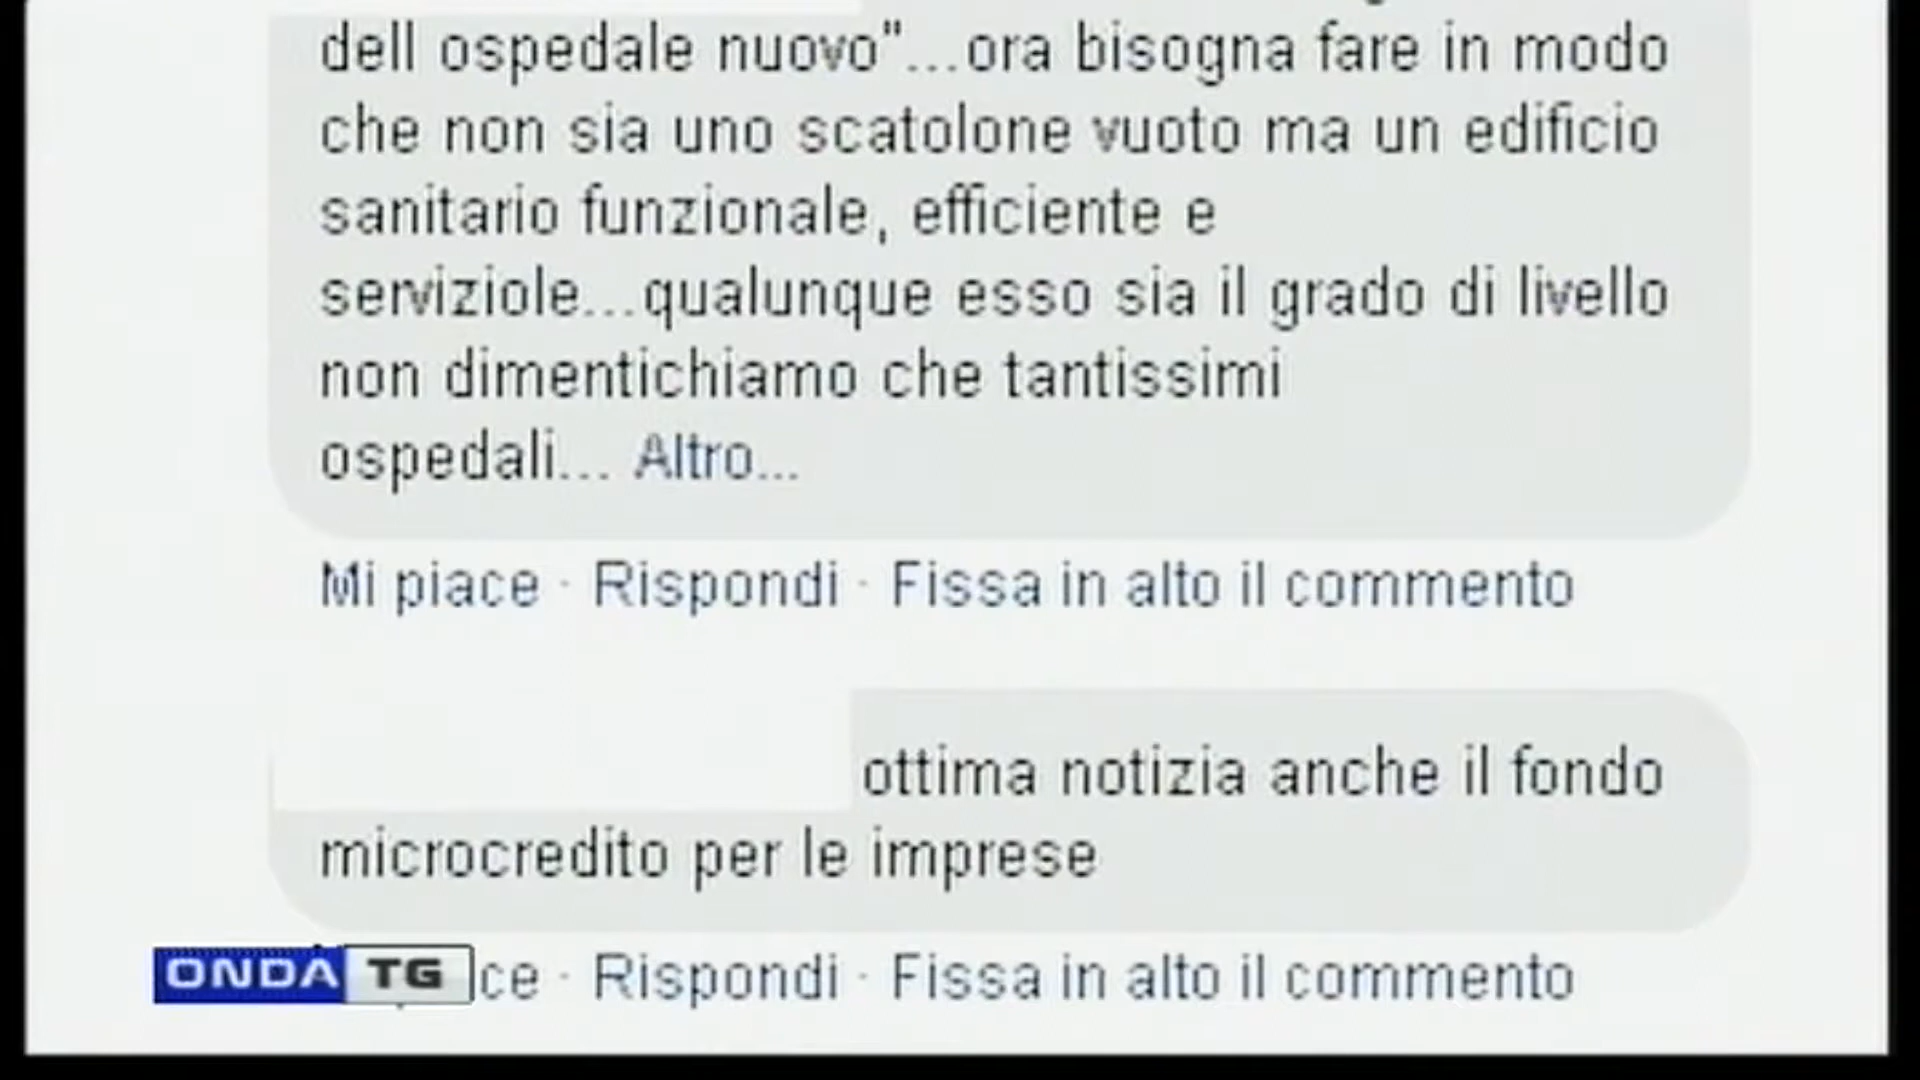 dell ospedale nuovo"...ora bisogna fare in modo
che non sia uno scatolone vuoto ma un edificio
sanitario funzionale, efficiente e
serviziole...qualunque esso sia il grado di livello
non dimentichiamo che tantissimi
ospedali... Altro...
Mi piace · Rispondi · Fissa in alto il commento
ottima notizia anche il fondo
microcredito per le imprese
ce · Rispondi · Fissa in alto il commento
ONDA TG